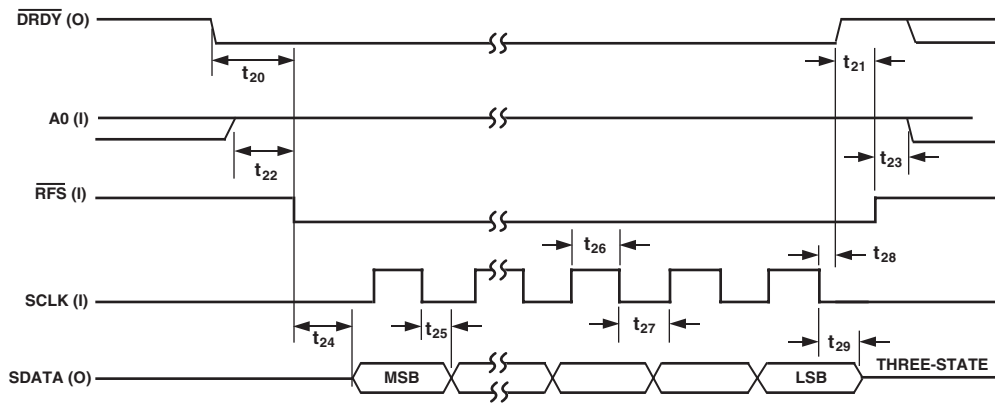 DRDY (O)
t20
t21
A0 (I)
t22
t23
RFS (I)
t26
t28
SCLK (I)
t24
t25
t27
t29
SDATA (O)
MSB
LSB
THREE-STATE